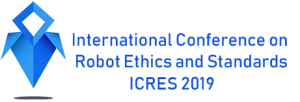 International Conference on
Robot Ethics and Standards
ICRES 2019